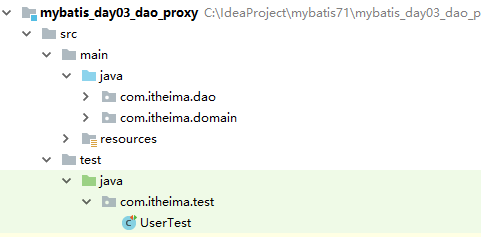 mybatis_day03_dao_proxy C:\IdeaProject\mybatis71\mybatis_day03_dao_p
src
main
java
com.itheima.dao
com.itheima.domain
resources
test
java
com.itheima.test
UserTest